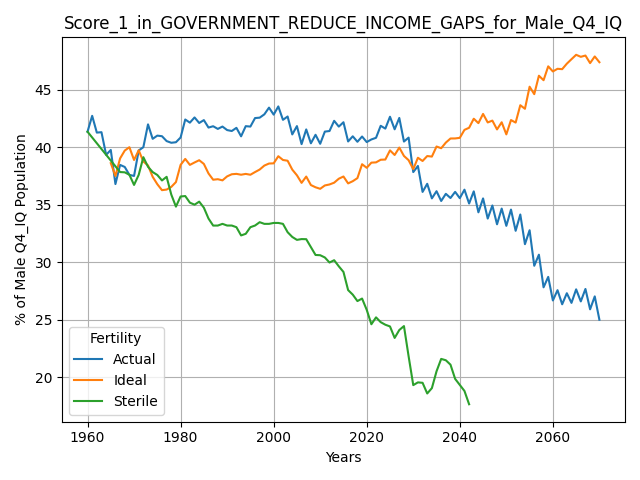 Score_1_in_GOVERNMENT_REDUCE_INCOME_GAPS_for_Male_Q4_IQ
% of Male Q4_IQ Population
45
40
35
30
25
20
Fertility
Actual
Ideal
Sterile
1960
1980
2000
2020
2040
2060
Years